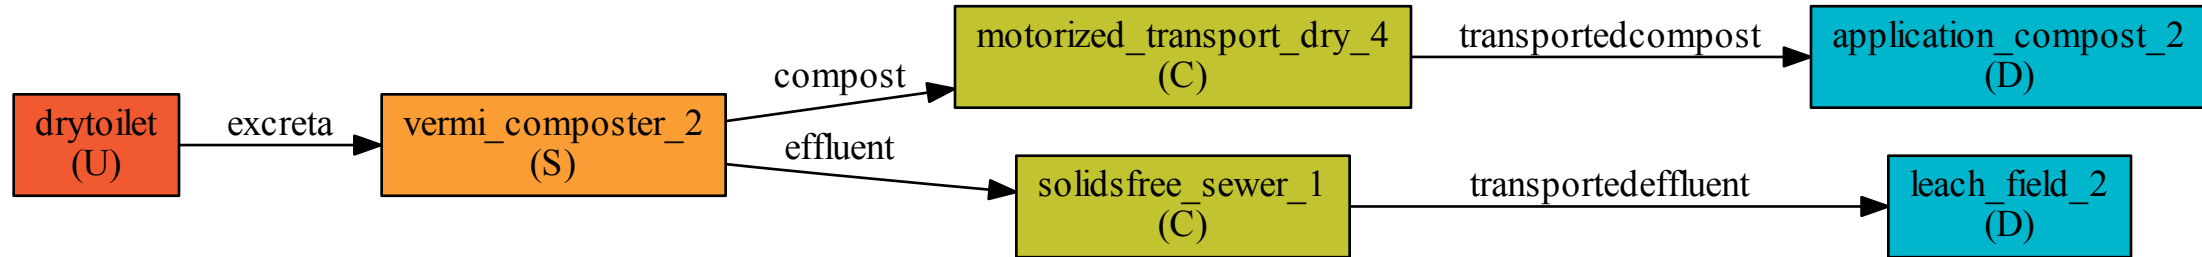 drytoilet
(U)
excreta
vermi_composter_2
(S)
compost
effluent
motorized_transport_dry_4
(C)
transportedcompost
application_compost_2
(D)
solidsfree_sewer_1
(C)
transportedeffluent
leach_field_2
(D)